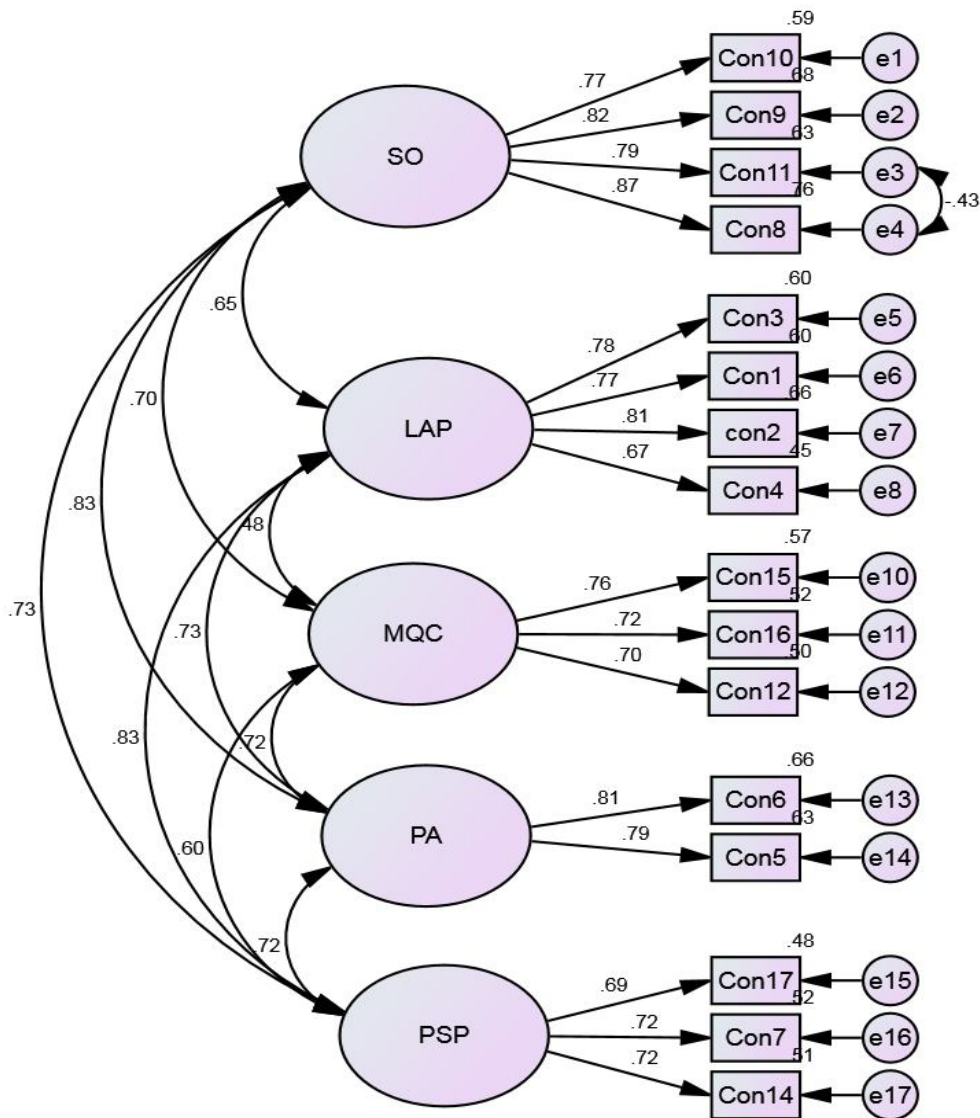 .59
Con10
e1
.77
.68
Con9
e2
.82
.63
SO
Con11
e3
.79
.76
-.43
Con8
e4
.87
.65
.60
Con3
e5
.78
.60
Con1
e6
.77
.66
.70
LAP
con2
e7
.81
.45
Con4
e8
.67
.83
.48
.57
Con15
e10
.76
.52
.73
.73
MQC
Con16
e11
.72
.50
Con12
e12
.70
.83
.72
.66
Con6
e13
.81
.63
.60
PA
Con5
e14
.79
.72
.48
Con17
e15
.69
.52
PSP
Con7
e16
.72
.51
Con14
e17
.72